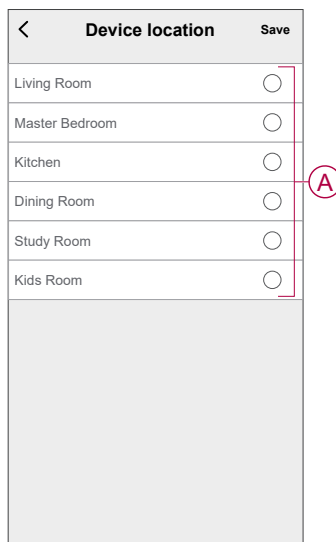 Device location Save
Living Room
Master Bedroom
Kitchen
A
Dining Room
Study Room
Kids Room